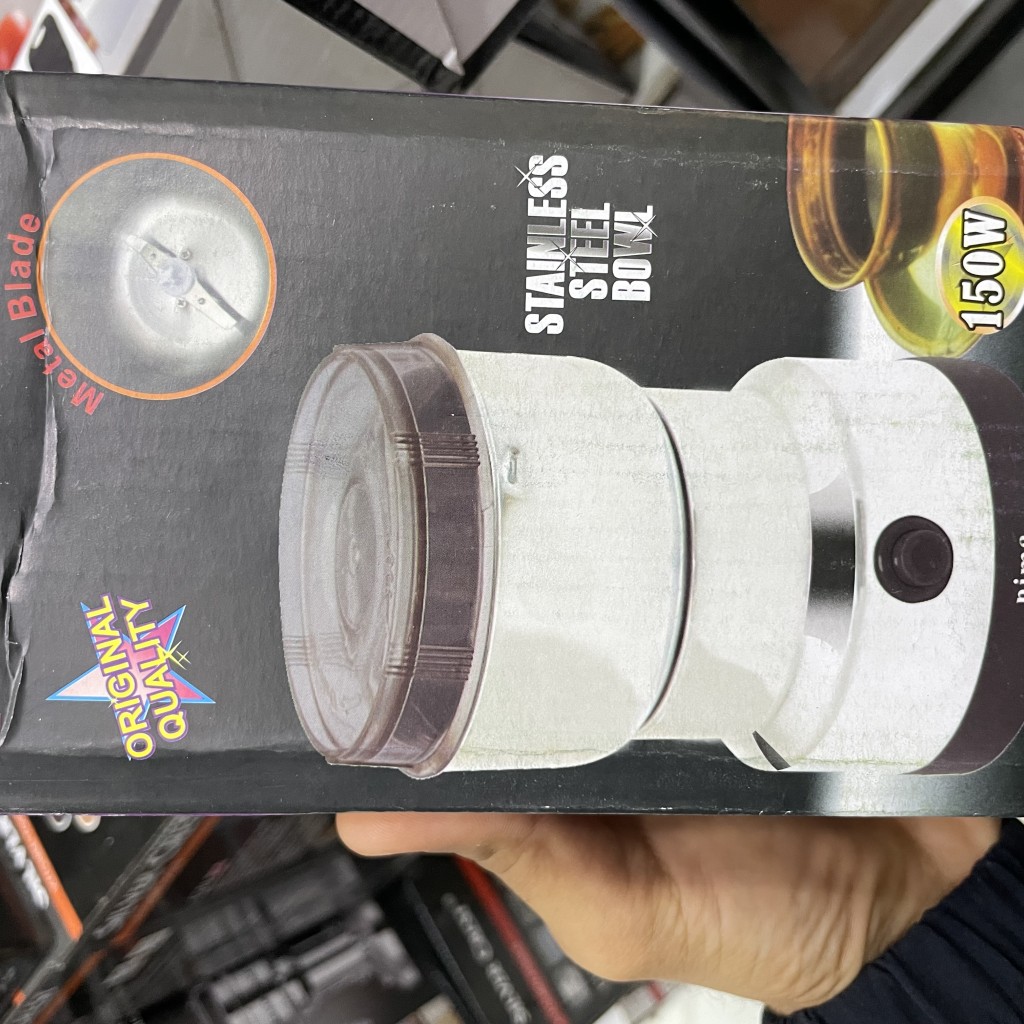 Metal Blade
ORIGINAL
QUALITY
STAINLESS
STEEL
BOWL
150W